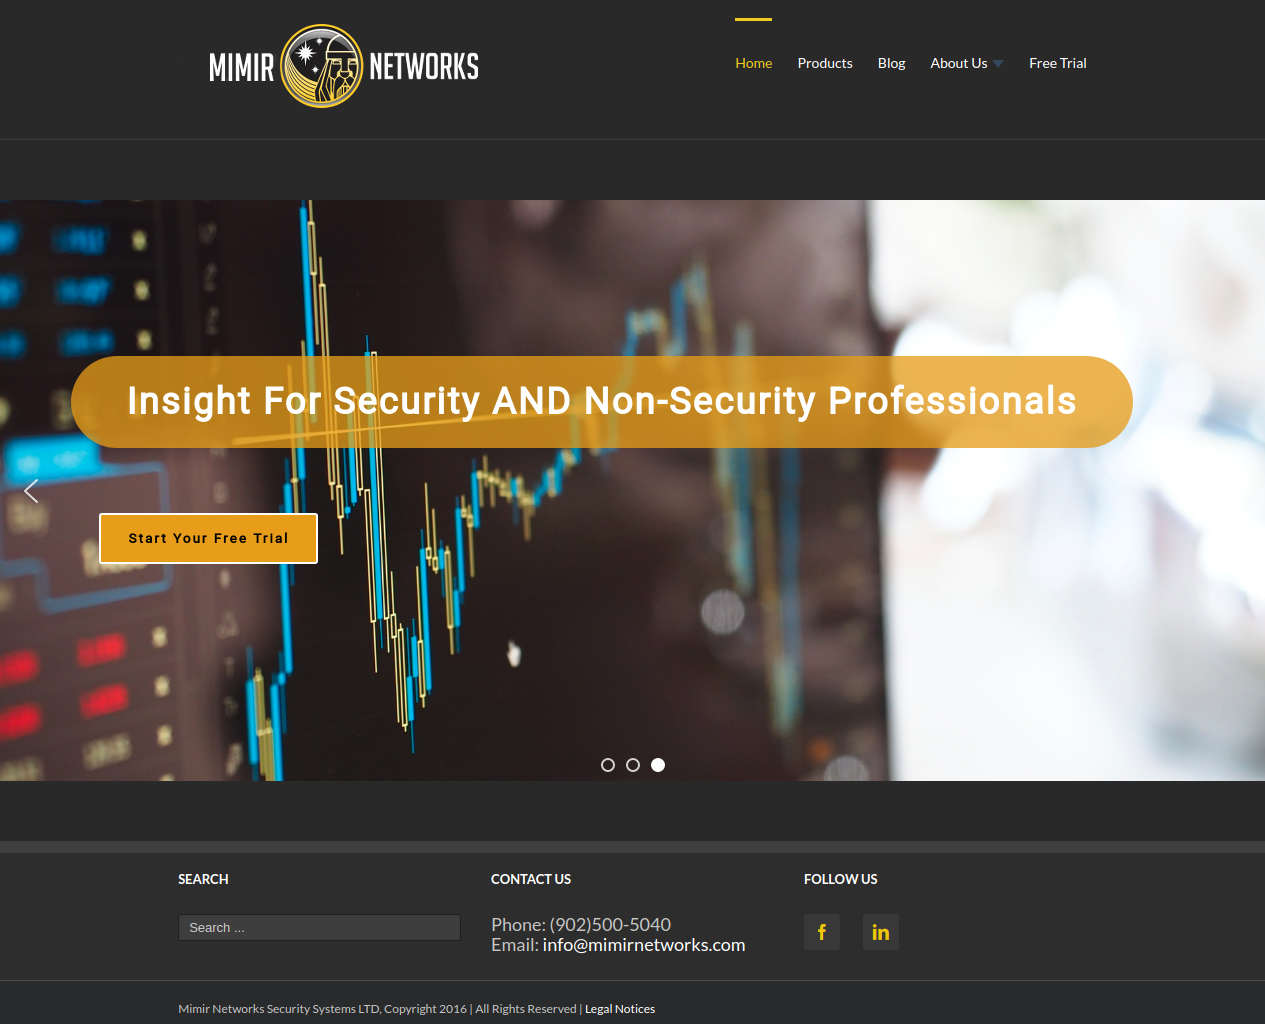 MIMIR NETWORKS
Home Products Blog About Us Free Trial
Insight For Security AND Non-Security Professionals
Start Your Free Trial
SEARCH
Search ...
CONTACT US
Phone: (902)500-5040
Email: info@mimirnetworks.com
FOLLOW US
f
in
Mimir Networks Security Systems LTD, Copyright 2016 | All Rights Reserved | Legal Notices